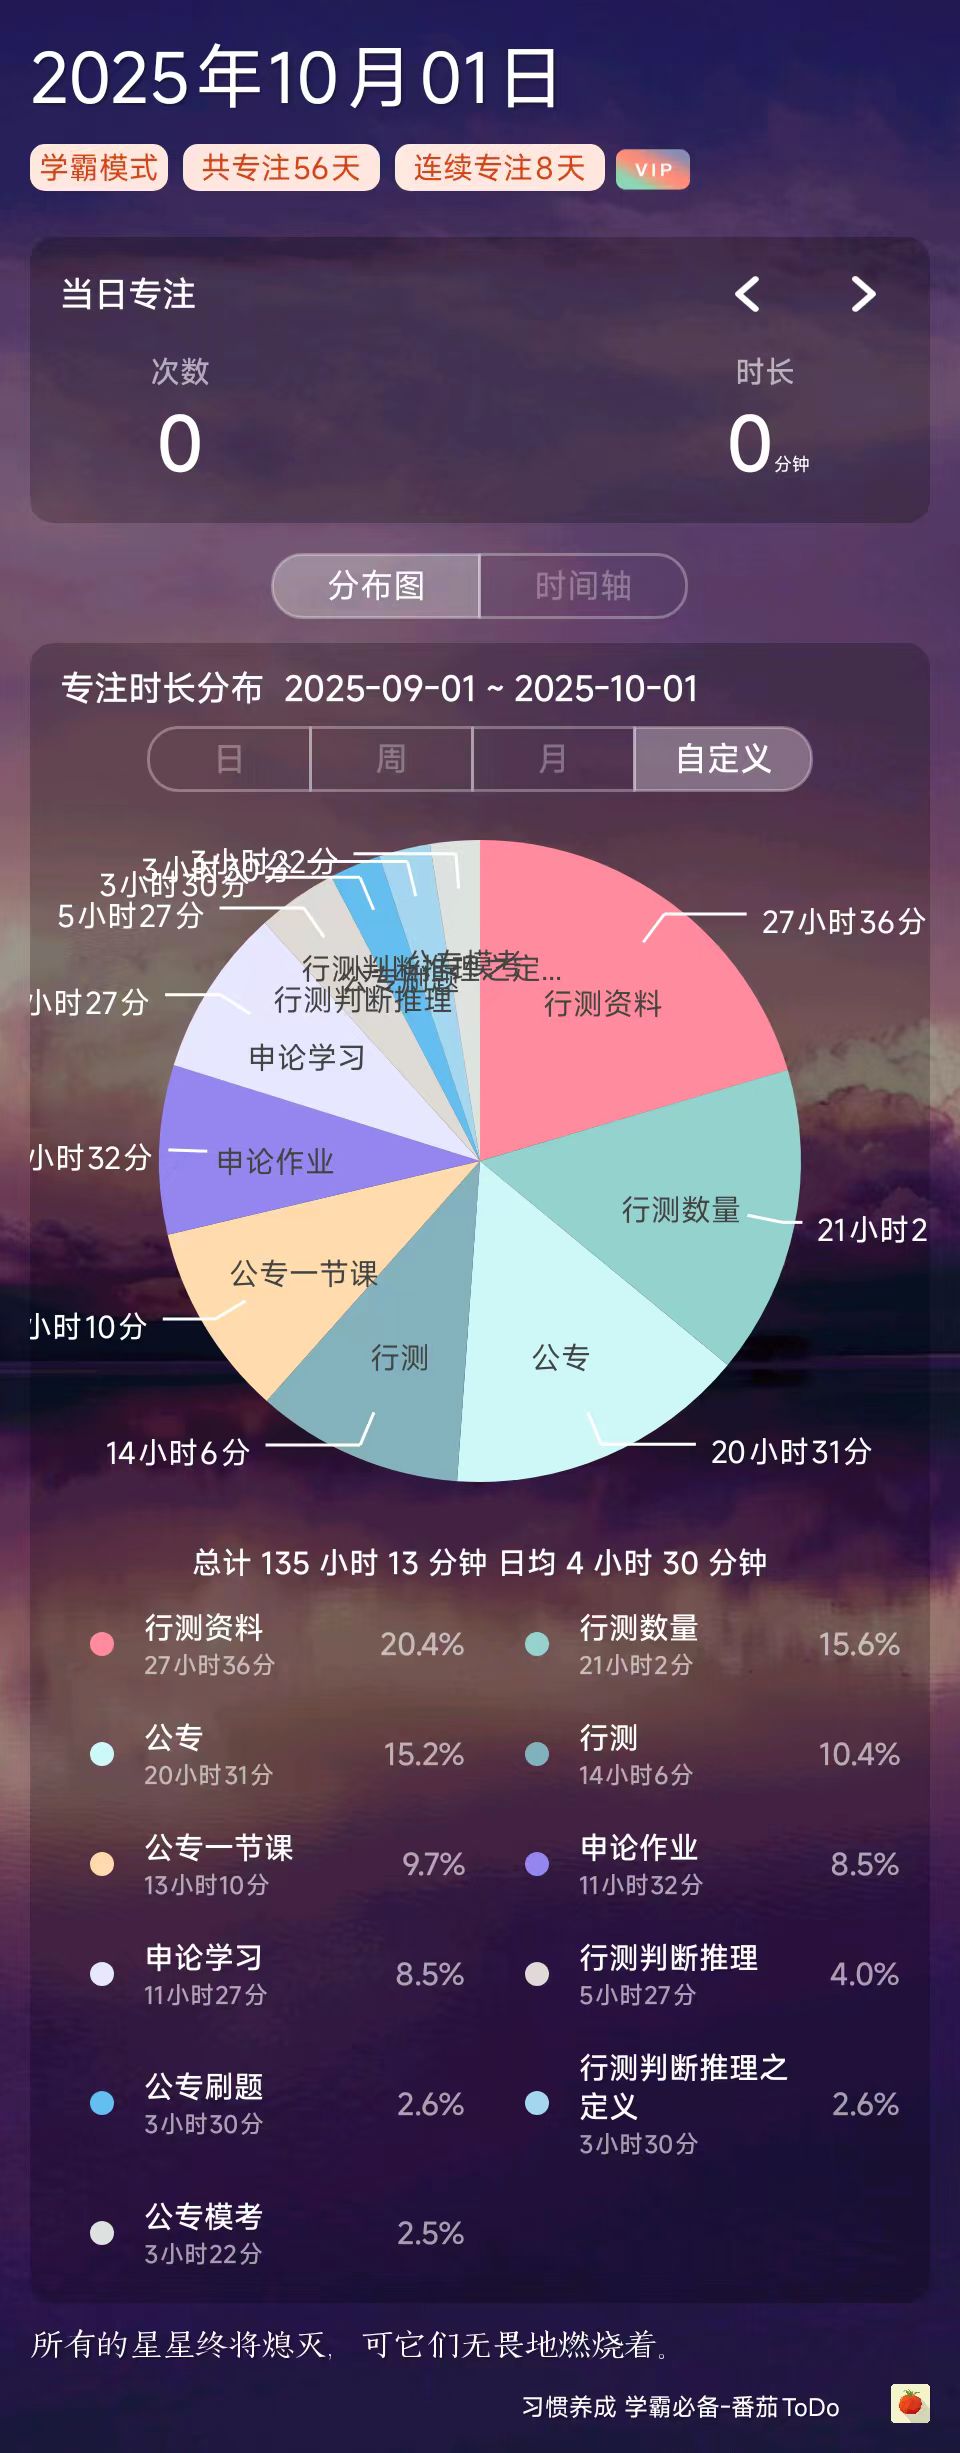 2025年10月01日
学霸模式 共专注56天 连续专注8天 VIP
当日专注
次数 时长
0 0分钟
分布图 时间轴
专注时长分布 2025-09-01 ~ 2025-10-01
日 周 月 自定义
3小时22分
3小时30分
3小时30分
5小时27分
27小时36分
小时27分
公专模考
行测判断推理之定...
公专刷题
行测判断推理
行测资料
申论学习
小时32分
申论作业
行测数量
21小时2
公专一节课
小时10分
行测
公专
14小时6分
20小时31分
总计 135 小时 13 分钟 日均 4 小时 30 分钟
行测资料 20.4% 行测数量 15.6%
27小时36分 21小时2分
公专 15.2% 行测 10.4%
20小时31分 14小时6分
公专一节课 9.7% 申论作业 8.5%
13小时10分 11小时32分
申论学习 8.5% 行测判断推理 4.0%
11小时27分 5小时27分
公专刷题 2.6% 行测判断推理之
定义 2.6%
3小时30分 3小时30分
公专模考 2.5%
3小时22分
所有的星星终将熄灭，可它们无畏地燃烧着。
习惯养成 学霸必备-番茄ToDo